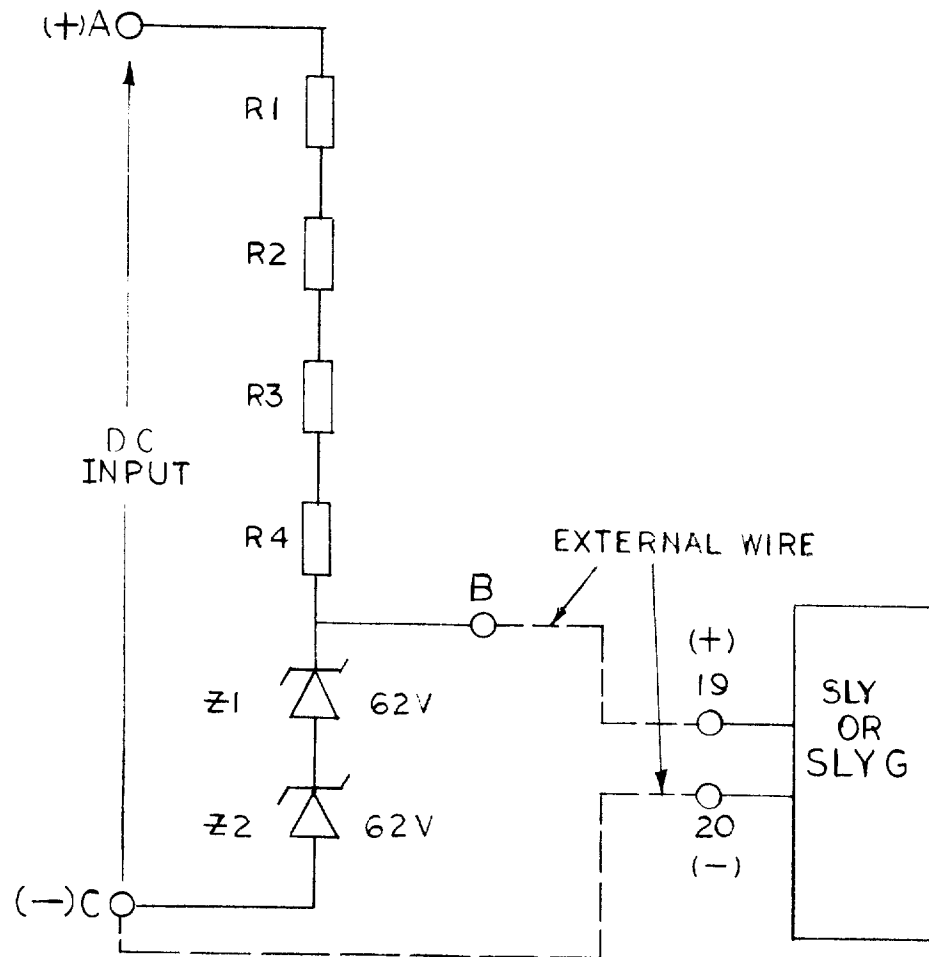 (+)A
R1
R2
R3
DC
INPUT
R4
EXTERNAL WIRE
B
(+)
19
SLY
OR
SLYG
Z1 62V
Z2 62V
20
(−)
(−)C